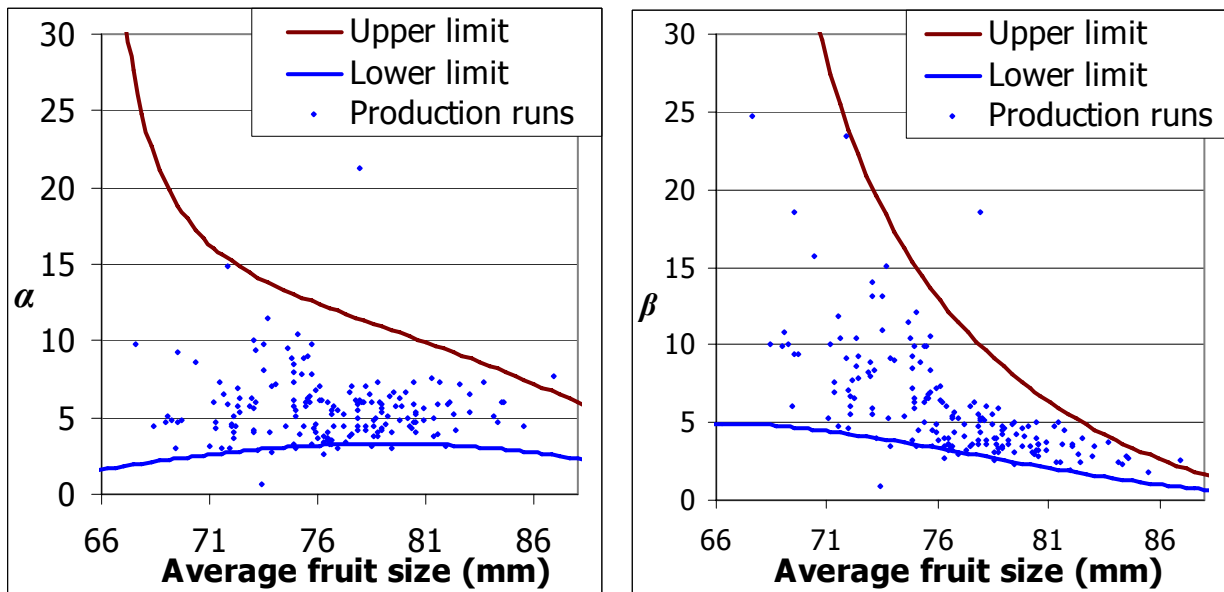 30
25
20
15
10
5
0
α
Upper limit
Lower limit
Production runs
66 71 76 81 86
Average fruit size (mm)
30
25
20
15
10
5
0
β
Upper limit
Lower limit
Production runs
66 71 76 81 86
Average fruit size (mm)